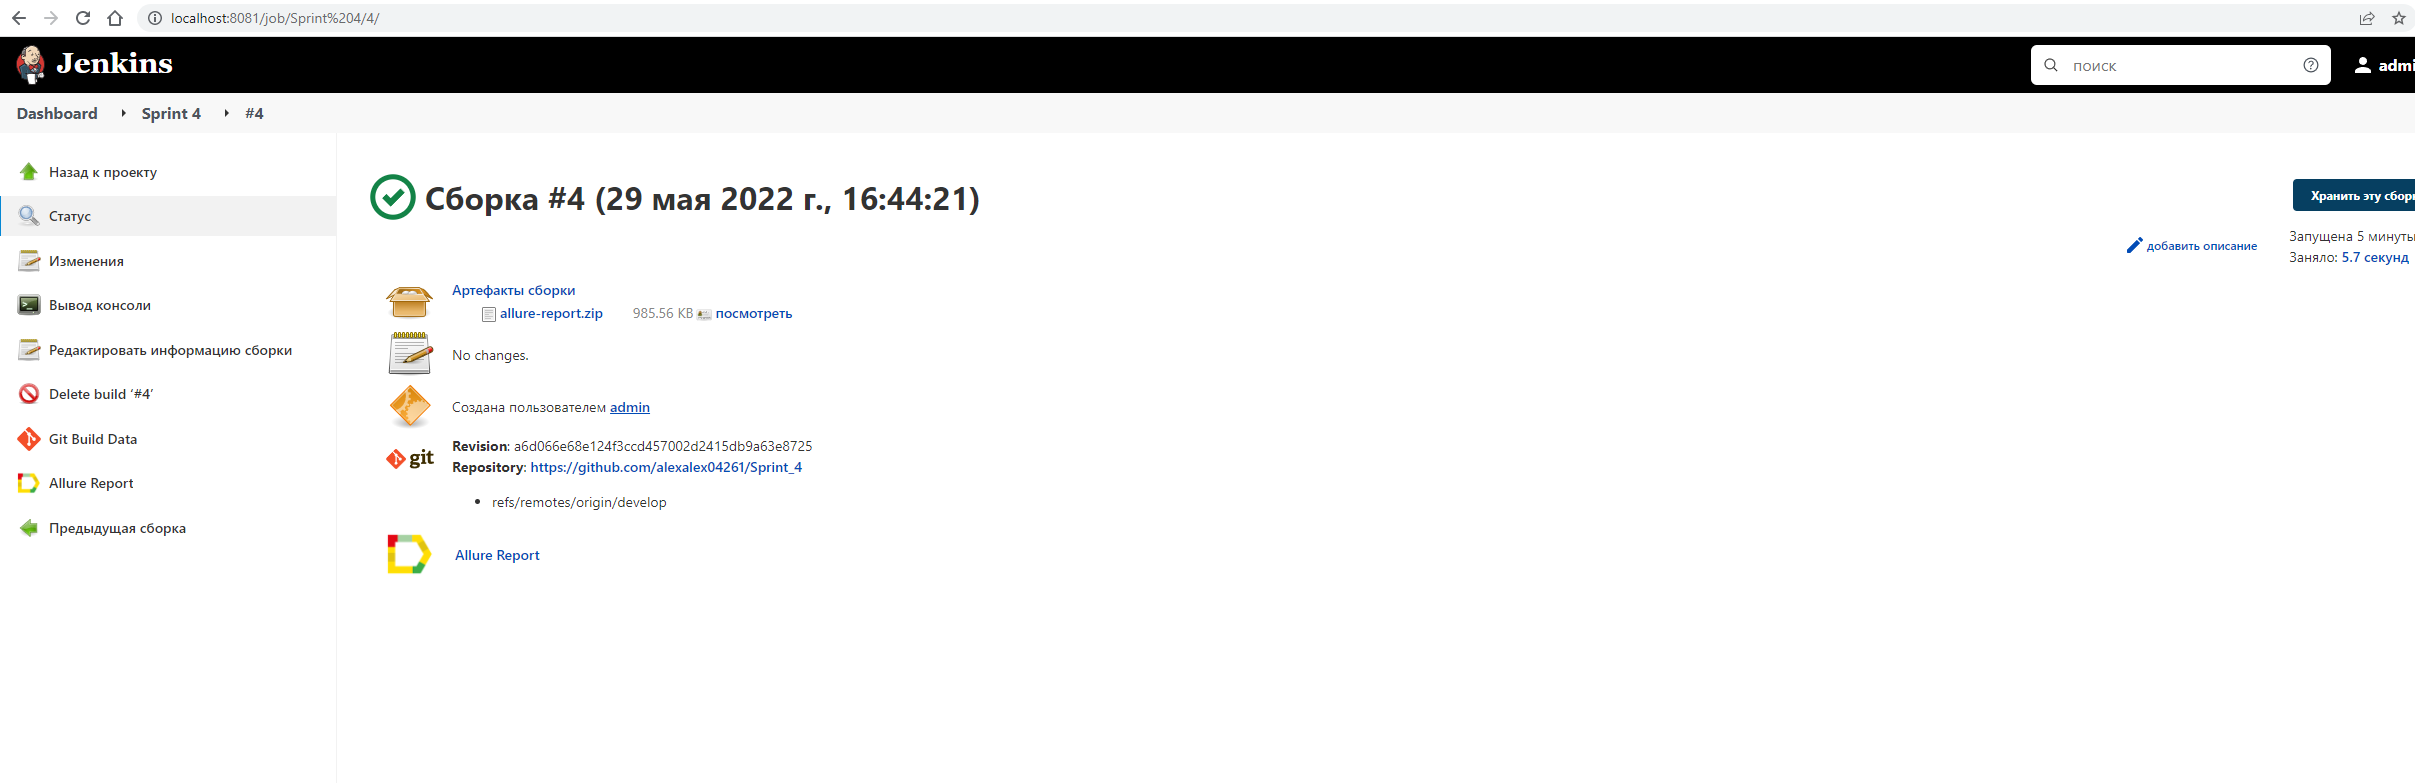 localhost:8081/job/Sprint%204/4/
Jenkins
поиск
admi
Dashboard Sprint 4 #4
Назад к проекту
Статус
Изменения
Вывод консоли
Редактировать информацию сборки
Delete build ‘#4’
Git Build Data
Allure Report
Предыдущая сборка
Сборка #4 (29 мая 2022 г., 16:44:21)
Хранить эту сбор
добавить описание
Запущена 5 минуты
Заняло: 5.7 секунд
Артефакты сборки
allure-report.zip 985.56 KB посмотреть
No changes.
Создана пользователем admin
git
Revision: a6d066e68e124f3ccd457002d2415db9a63e8725
Repository: https://github.com/alexalex04261/Sprint_4
refs/remotes/origin/develop
Allure Report